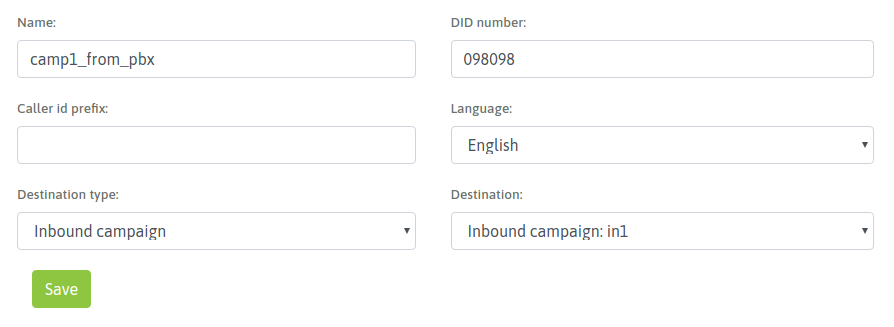 Name: DID number:
camp1_from_pbx 098098
Caller id prefix: Language:
English
Destination type: Destination:
Inbound campaign Inbound campaign: in1
Save